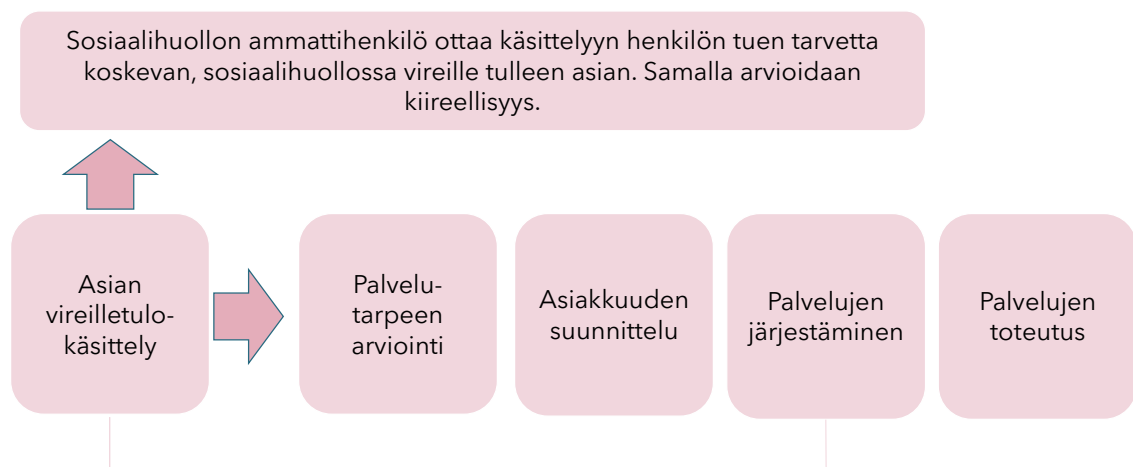 Sosiaalihuollon ammattihenkilö ottaa käsittelyyn henkilön tuen tarvetta
koskevan, sosiaalihuollossa vireille tulleen asian. Samalla arvioidaan
kiireellisyys.
Asian
vireilletulo-
käsittely
Palvelu-
tarpeen
arviointi
Asiakkuuden
suunnittelu
Palvelujen
järjestäminen
Palvelujen
toteutus